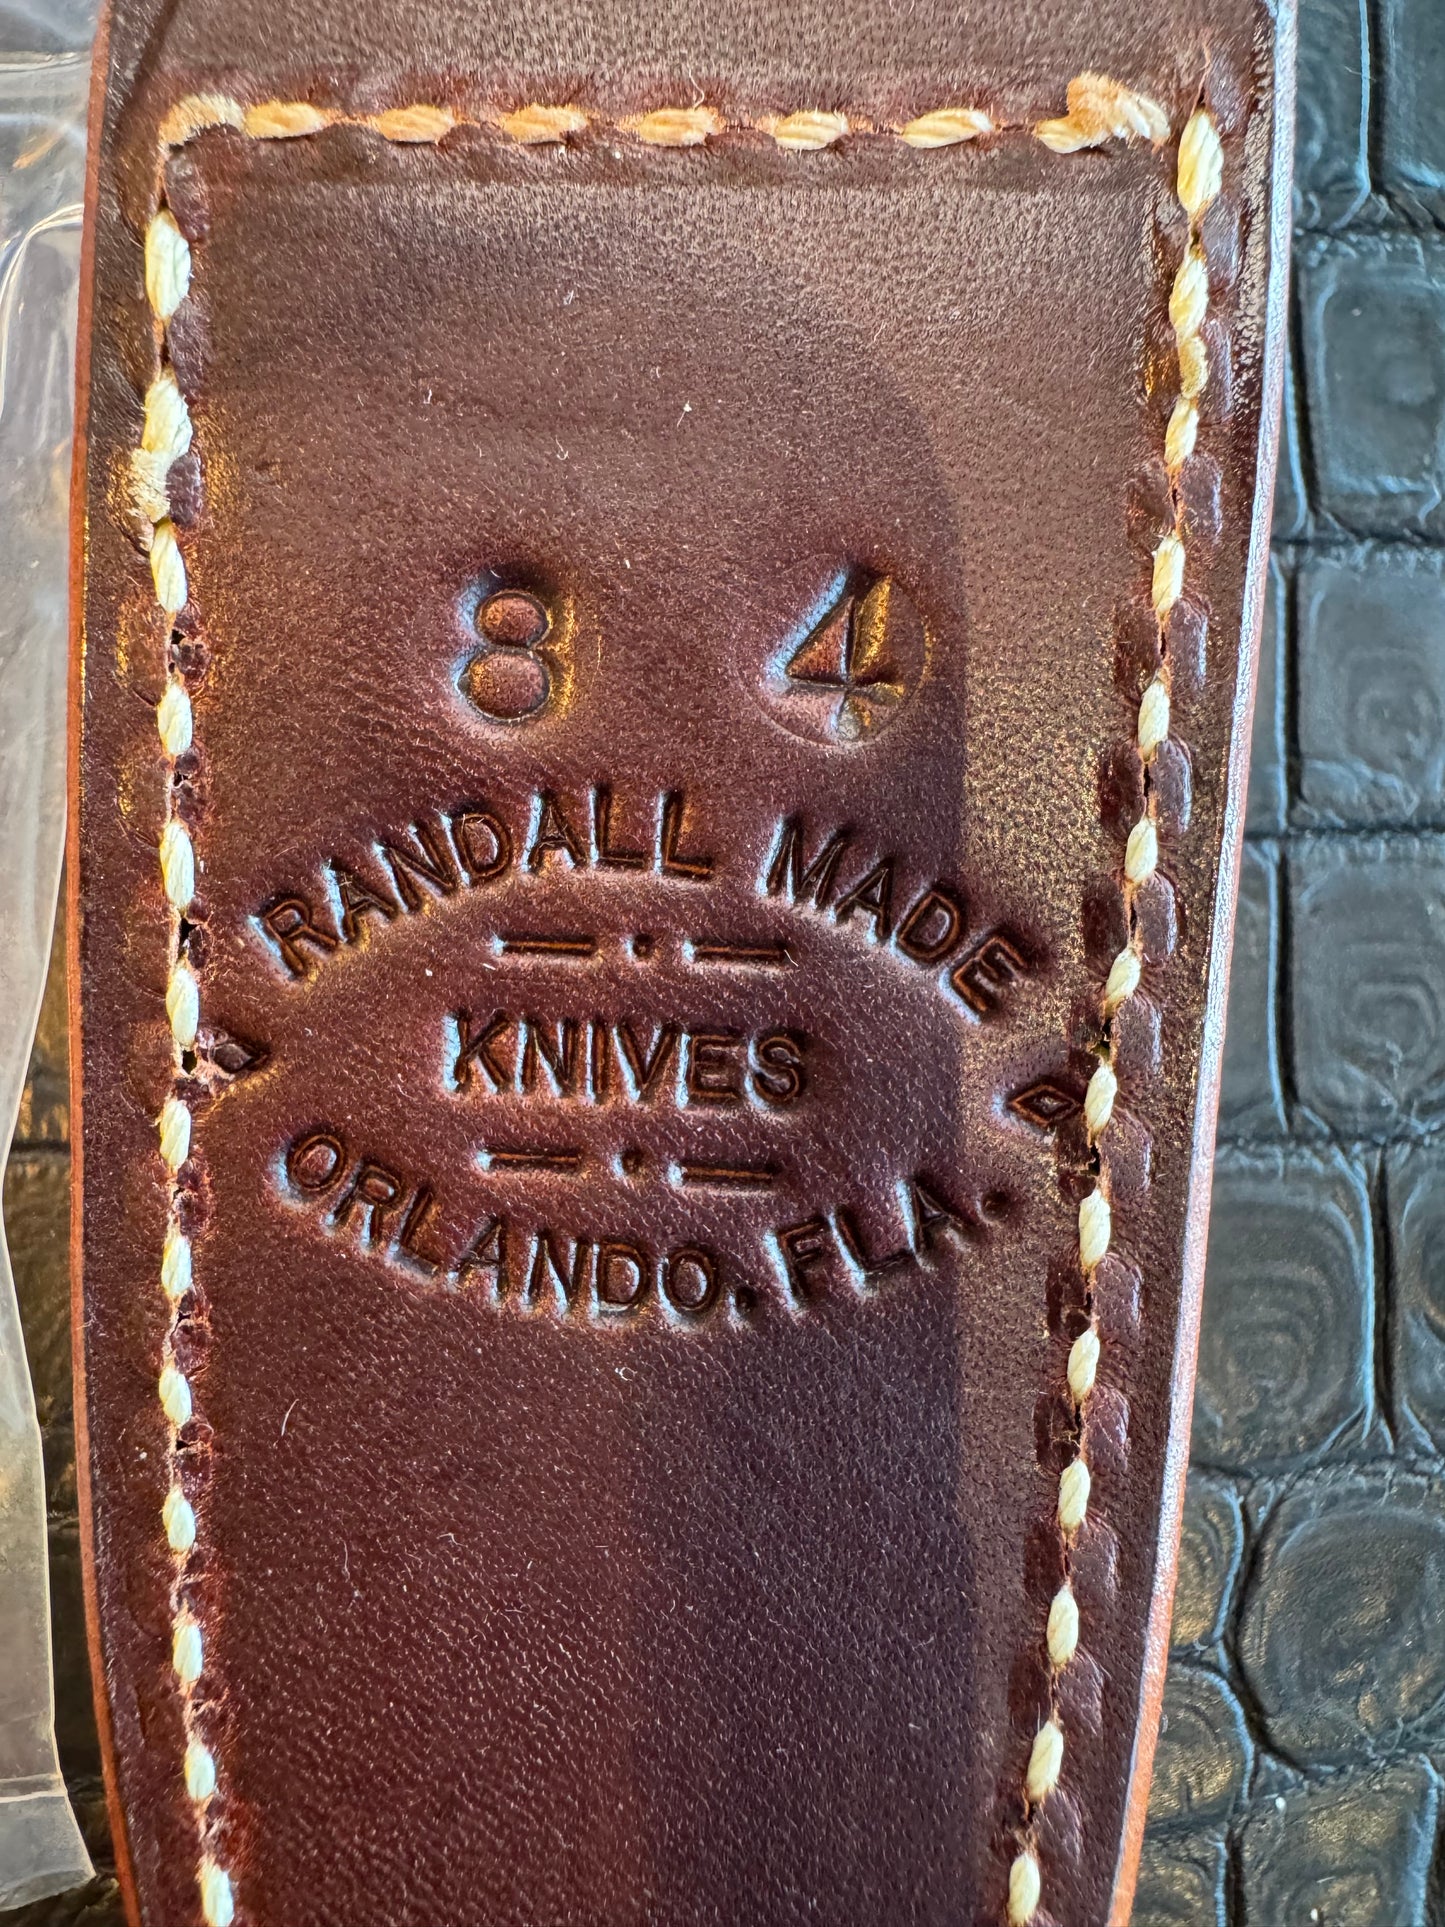 8 4
RANDALL MADE
KNIVES
ORLANDO, FLA.